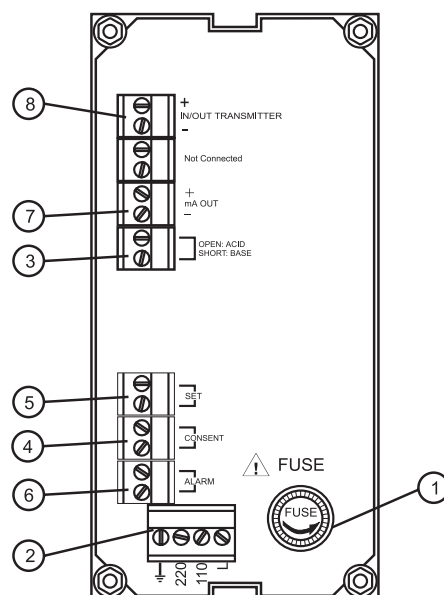 8
+
IN/OUT TRANSMITTER
-
Not Connected
7
+
mA OUT
-
3
OPEN: ACID
SHORT: BASE
5
SET
4
CONSENT
6
ALARM
⚠ FUSE
FUSE
1
2
220
110
L